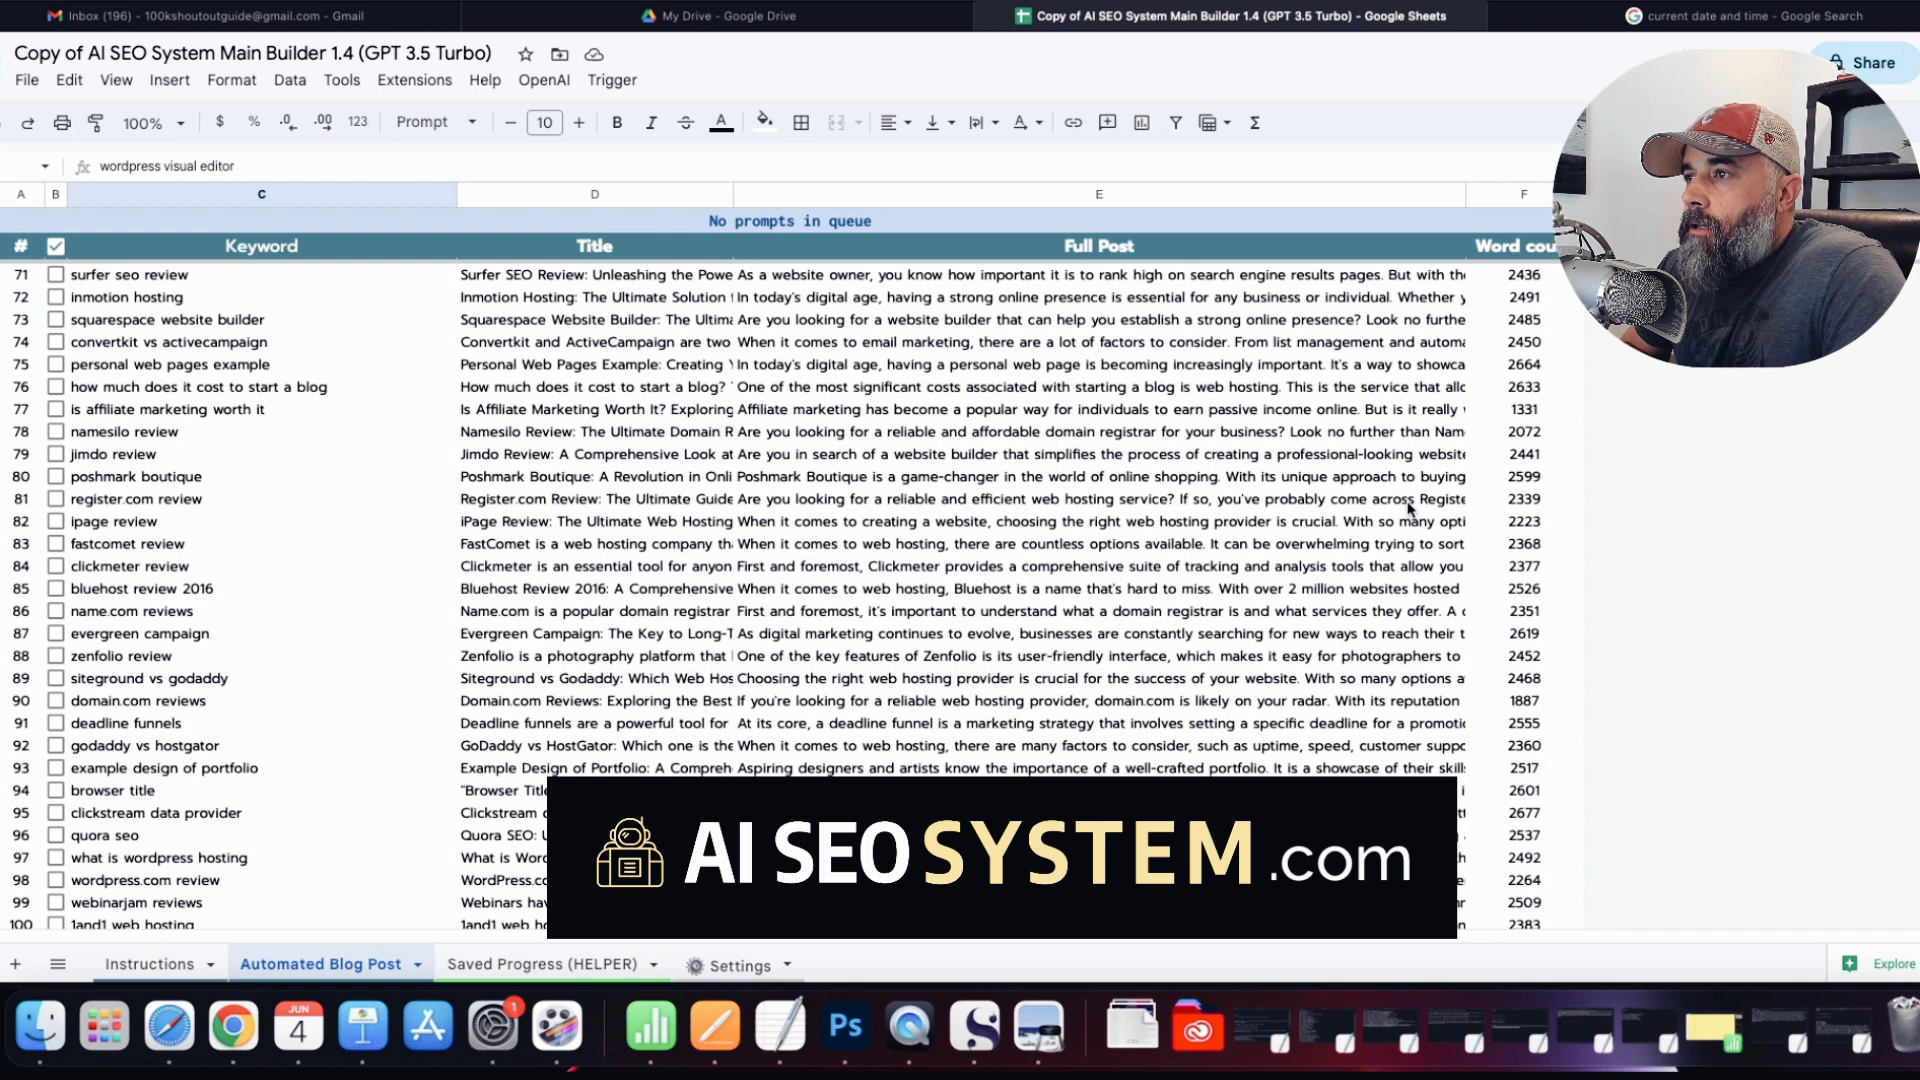 Inbox (196) - 100kshoutoutguide@gmail.com - Gmail
My Drive - Google Drive
Copy of AI SEO System Main Builder 1.4 (GPT 3.5 Turbo) - Google Sheets
current date and time - Google Search
Copy of AI SEO System Main Builder 1.4 (GPT 3.5 Turbo)
Share
File Edit View Insert Format Data Tools Extensions Help OpenAI Trigger
100% $ % .0 .00 123 Prompt 10 B I A Σ
fx wordpress visual editor
A B C D E F
No prompts in queue
# Keyword Title Full Post Word cou
71 surfer seo review Surfer SEO Review: Unleashing the Powe As a website owner, you know how important it is to rank high on search engine results pages. But with the 2436
72 inmotion hosting Inmotion Hosting: The Ultimate Solution In today's digital age, having a strong online presence is essential for any business or individual. Whether y 2491
73 squarespace website builder Squarespace Website Builder: The Ultima Are you looking for a website builder that can help you establish a strong online presence? Look no furthe 2485
74 convertkit vs activecampaign Convertkit and ActiveCampaign are two When it comes to email marketing, there are a lot of factors to consider. From list management and automa 2450
75 personal web pages example Personal Web Pages Example: Creating In today's digital age, having a personal web page is becoming increasingly important. It's a way to showca 2664
76 how much does it cost to start a blog How much does it cost to start a blog? One of the most significant costs associated with starting a blog is web hosting. This is the service that allo 2633
77 is affiliate marketing worth it Is Affiliate Marketing Worth It? Exploring Affiliate marketing has become a popular way for individuals to earn passive income online. But is it really 1331
78 namesilo review Namesilo Review: The Ultimate Domain R Are you looking for a reliable and affordable domain registrar for your business? Look no further than Nam 2072
79 jimdo review Jimdo Review: A Comprehensive Look at Are you in search of a website builder that simplifies the process of creating a professional-looking website 2441
80 poshmark boutique Poshmark Boutique: A Revolution in Onli Poshmark Boutique is a game-changer in the world of online shopping. With its unique approach to buying 2599
81 register.com review Register.com Review: The Ultimate Guide Are you looking for a reliable and efficient web hosting service? If so, you've probably come across Registe 2339
82 ipage review iPage Review: The Ultimate Web Hosting When it comes to creating a website, choosing the right web hosting provider is crucial. With so many opti 2223
83 fastcomet review FastComet is a web hosting company th When it comes to web hosting, there are countless options available. It can be overwhelming trying to sort 2368
84 clickmeter review Clickmeter is an essential tool for anyon First and foremost, Clickmeter provides a comprehensive suite of tracking and analysis tools that allow you 2377
85 bluehost review 2016 Bluehost Review 2016: A Comprehensive When it comes to web hosting, Bluehost is a name that's hard to miss. With over 2 million websites hosted 2526
86 name.com reviews Name.com is a popular domain registrar First and foremost, it's important to understand what a domain registrar is and what services they offer. A d 2351
87 evergreen campaign Evergreen Campaign: The Key to Long-T As digital marketing continues to evolve, businesses are constantly searching for new ways to reach their t 2619
88 zenfolio review Zenfolio is a photography platform that One of the key features of Zenfolio is its user-friendly interface, which makes it easy for photographers to 2452
89 siteground vs godaddy Siteground vs Godaddy: Which Web Hos Choosing the right web hosting provider is crucial for the success of your website. With so many options a 2468
90 domain.com reviews Domain.com Reviews: Exploring the Best If you're looking for a reliable web hosting provider, domain.com is likely on your radar. With its reputation 1887
91 deadline funnels Deadline funnels are a powerful tool for At its core, a deadline funnel is a marketing strategy that involves setting a specific deadline for a promotio 2555
92 godaddy vs hostgator GoDaddy vs HostGator: Which one is the When it comes to web hosting, there are many factors to consider, such as uptime, speed, customer suppo 2360
93 example design of portfolio Example Design of Portfolio: A Compreh Aspiring designers and artists know the importance of a well-crafted portfolio. It is a showcase of their skill 2517
94 browser title "Browser Title 2601
95 clickstream data provider Clickstream 2677
96 quora seo Quora SEO: U 2537
97 what is wordpress hosting What is Word 2492
98 wordpress.com review WordPress.co 2264
99 webinarjam reviews Webinars hav 2509
100 1and1 web hosting 1and1 web ho 2383
AI SEO SYSTEM .com
Instructions Automated Blog Post Saved Progress (HELPER) Settings
Explore
JUN
4
1
Ps